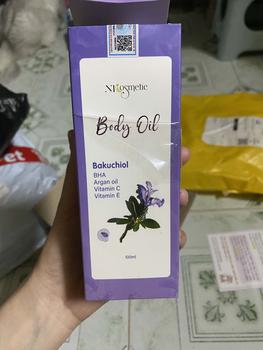 NKosmetic
Body Oil
Bakuchiol
BHA
Argan oil
Vitamin C
Vitamin E
100ml